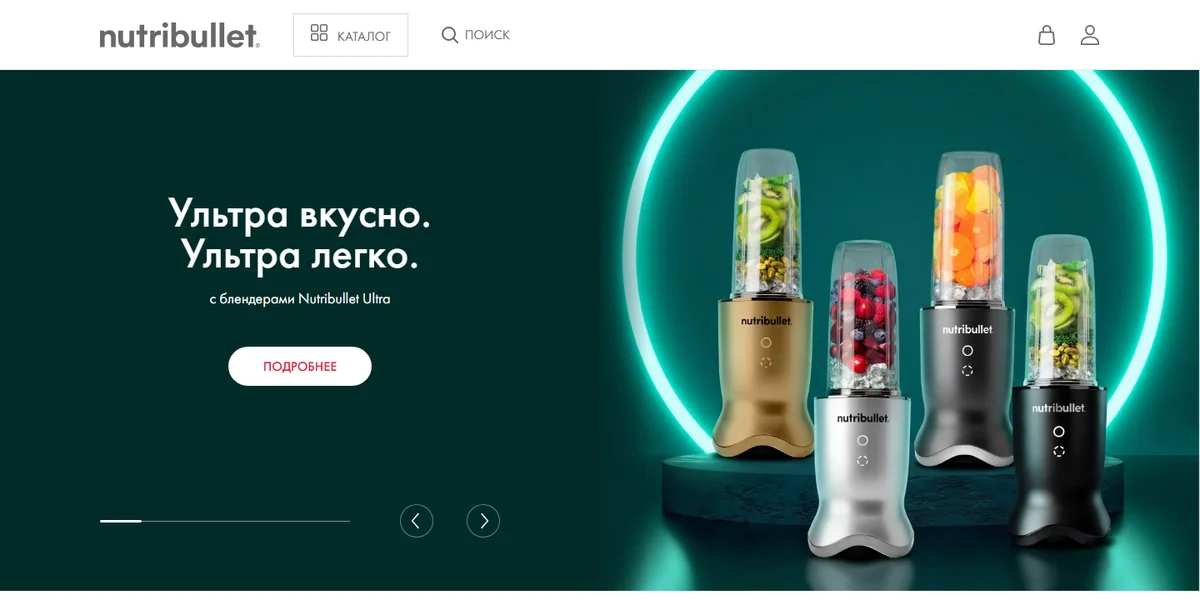 nutribullet®
КАТАЛОГ
ПОИСК
Ультра вкусно.
Ультра легко.
с блендерами Nutribullet Ultra
ПОДРОБНЕЕ
nutribullet.
nutribullet.
nutribullet.
nutribullet.